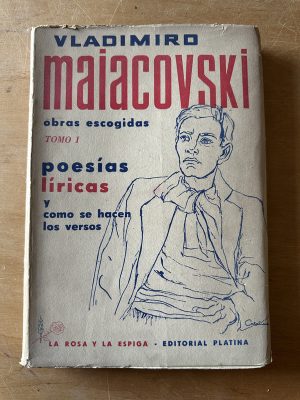 VLADIMIRO
maiacovski
obras escogidas
TOMO I
poesías
líricas
y
como se hacen
los versos
LA ROSA Y LA ESPIGA • EDITORIAL PLATINA